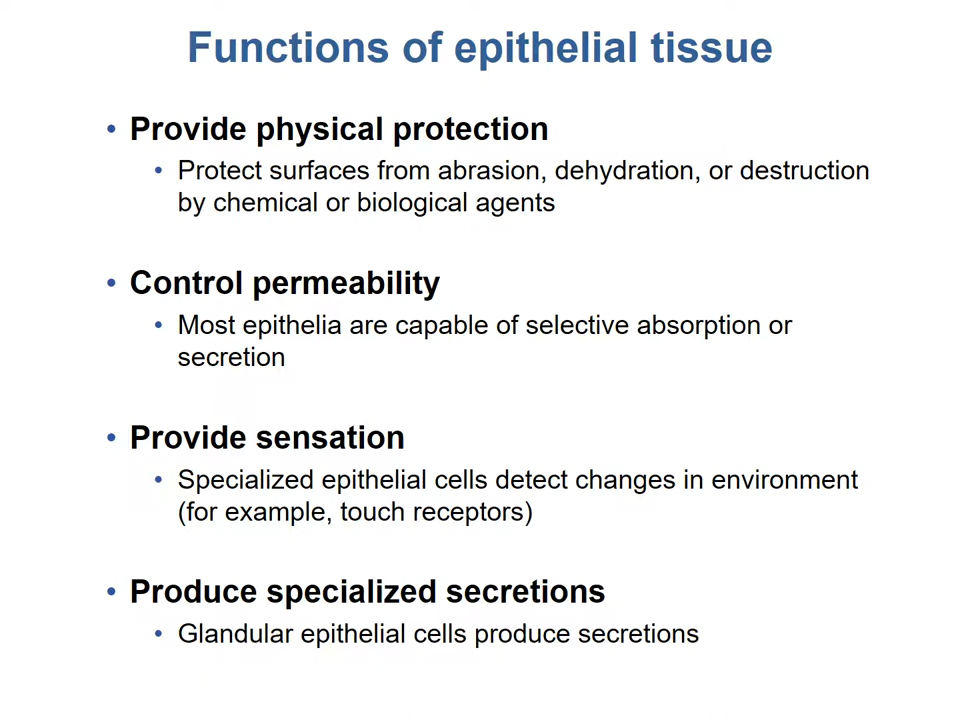 Functions of epithelial tissue
• Provide physical protection
• Protect surfaces from abrasion, dehydration, or destruction
by chemical or biological agents
• Control permeability
• Most epithelia are capable of selective absorption or
secretion
• Provide sensation
• Specialized epithelial cells detect changes in environment
(for example, touch receptors)
• Produce specialized secretions
• Glandular epithelial cells produce secretions